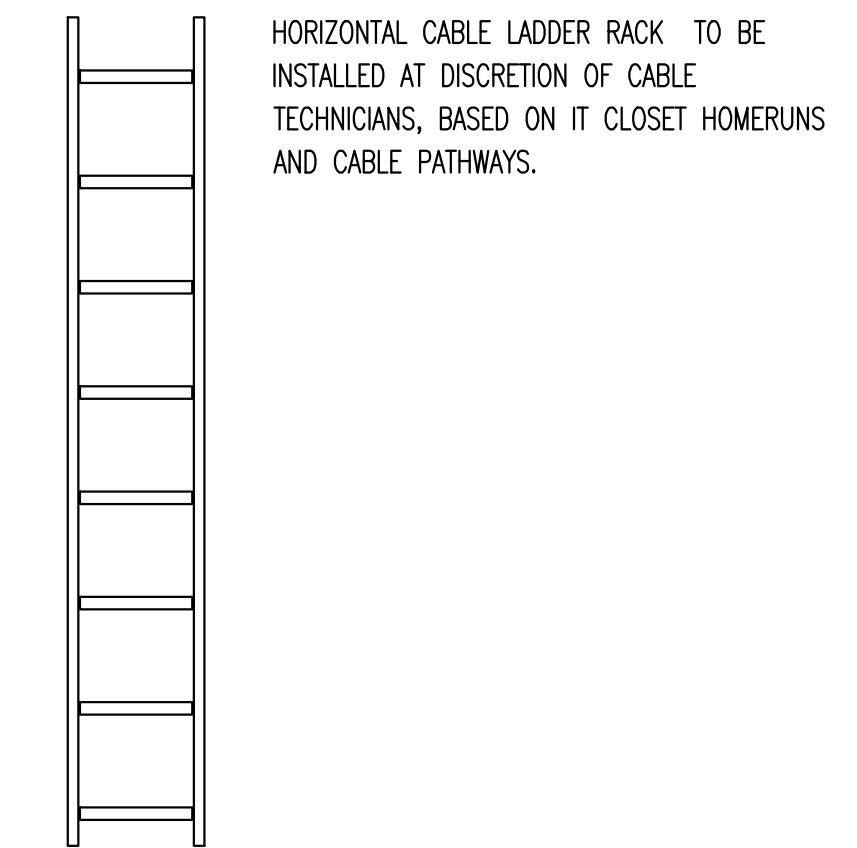 HORIZONTAL CABLE LADDER RACK TO BE
INSTALLED AT DISCRETION OF CABLE
TECHNICIANS, BASED ON IT CLOSET HOMERUNS
AND CABLE PATHWAYS.